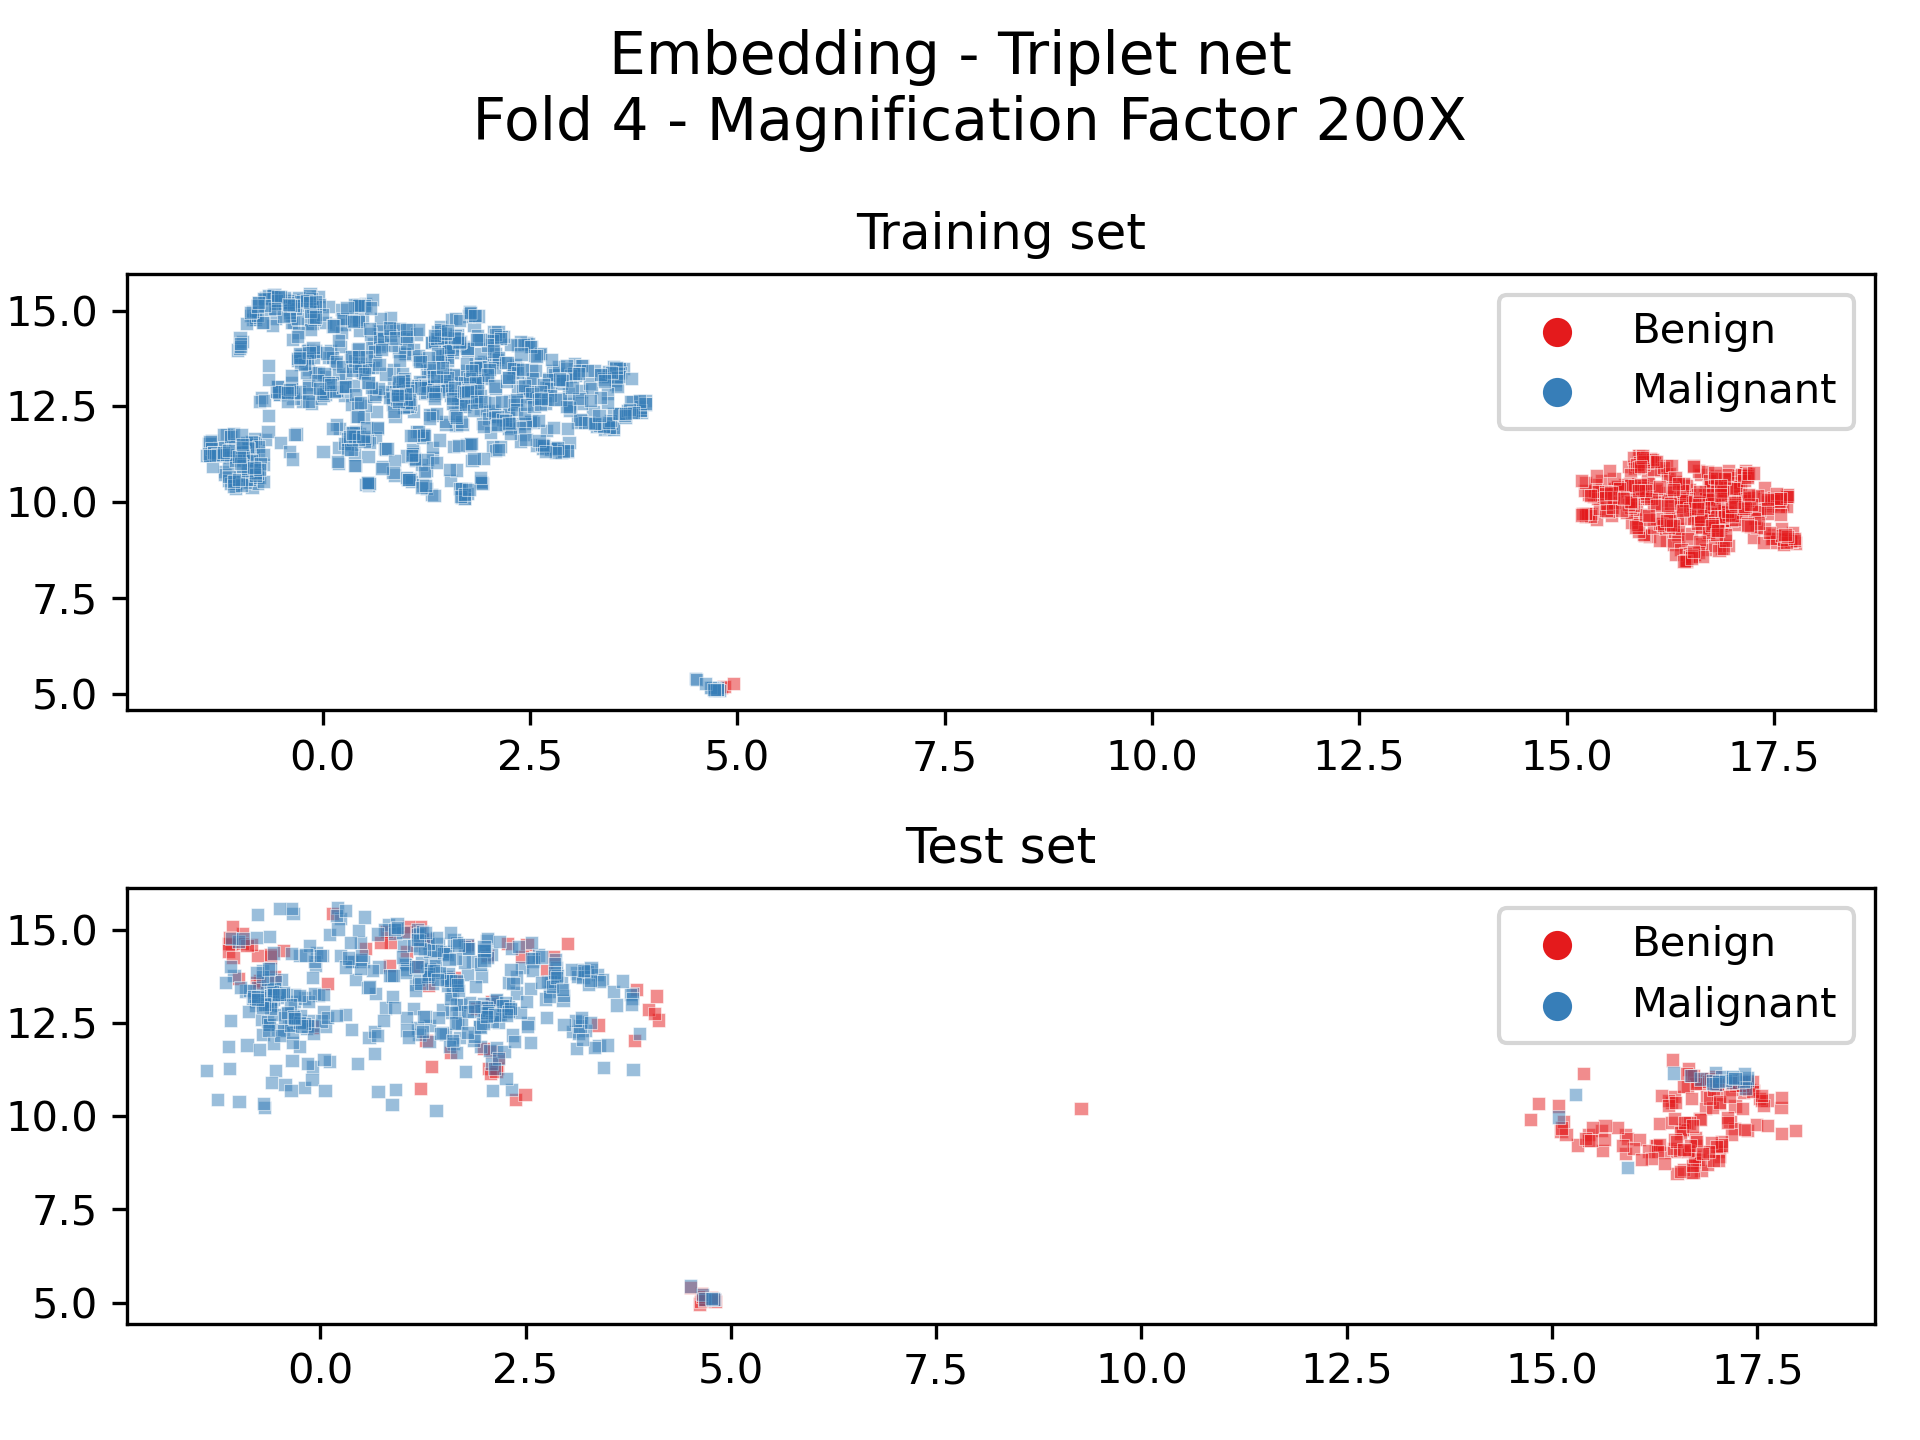 Embedding - Triplet net
Fold 4 - Magnification Factor 200X
Training set
15.0
12.5
10.0
7.5
5.0
Benign
Malignant
0.0 2.5 5.0 7.5 10.0 12.5 15.0 17.5
Test set
15.0
12.5
10.0
7.5
5.0
Benign
Malignant
0.0 2.5 5.0 7.5 10.0 12.5 15.0 17.5